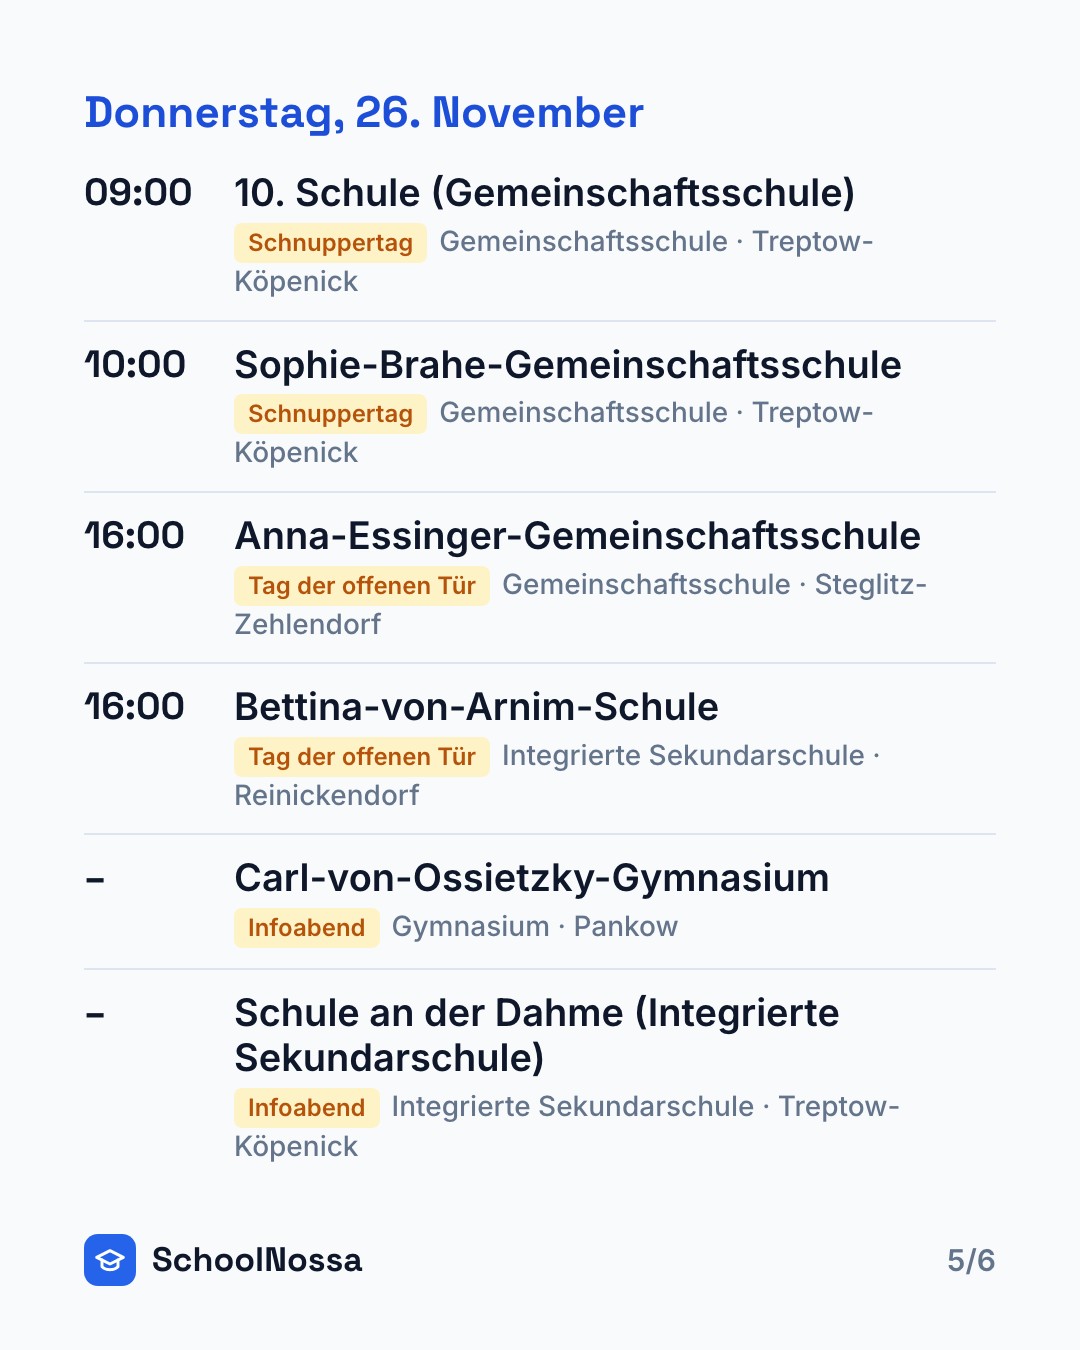 Donnerstag, 26. November
09:00 10. Schule (Gemeinschaftsschule)
Schnuppertag Gemeinschaftsschule · Treptow-
Köpenick
10:00 Sophie-Brahe-Gemeinschaftsschule
Schnuppertag Gemeinschaftsschule · Treptow-
Köpenick
16:00 Anna-Essinger-Gemeinschaftsschule
Tag der offenen Tür Gemeinschaftsschule · Steglitz-
Zehlendorf
16:00 Bettina-von-Arnim-Schule
Tag der offenen Tür Integrierte Sekundarschule ·
Reinickendorf
– Carl-von-Ossietzky-Gymnasium
Infoabend Gymnasium · Pankow
– Schule an der Dahme (Integrierte
Sekundarschule)
Infoabend Integrierte Sekundarschule · Treptow-
Köpenick
SchoolNossa 5/6